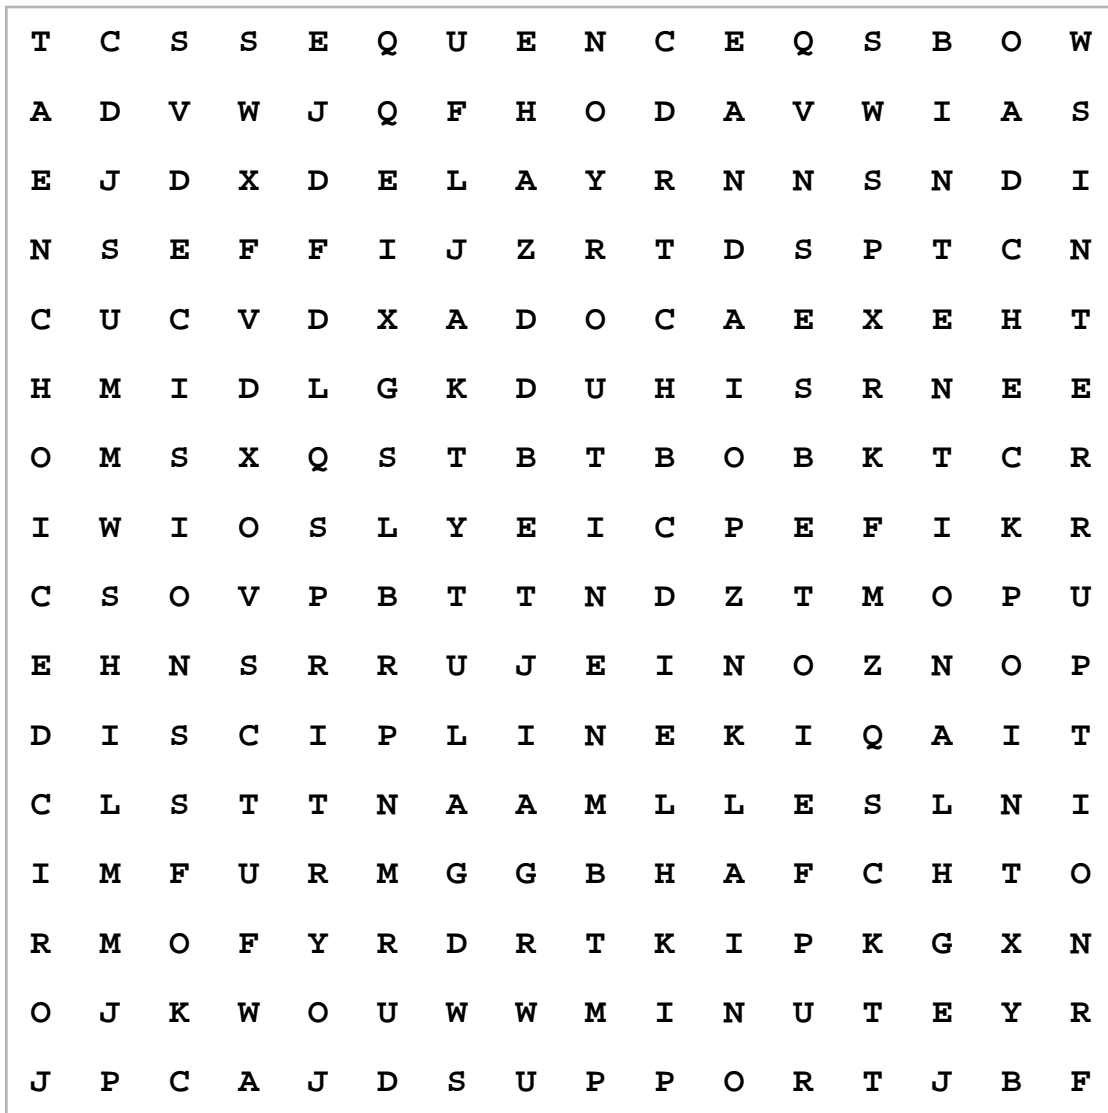 T C S S E Q U E N C E Q S B O W
A D V W J Q F H O D A V W I A S
E J D X D E L A Y R N N S N D I
N S E F F I J Z R T D S P T C N
C U C V D X A D O C A E X E H T
H M I D L G K D U H I S R N E E
O M S X Q S T B T B O B K T C R
I W I O S L Y E I C P E F I K R
C S O V P B T T N D Z T M O P U
E H N S R R U J E I N O Z N O P
D I S C I P L I N E K I Q A I T
C L S T T N A A M L L E S L N I
I M F U R M G G B H A F C H T O
R M O F Y R D R T K I P K G X N
O J K W O U W W M I N U T E Y R
J P C A J D S U P P O R T J B F